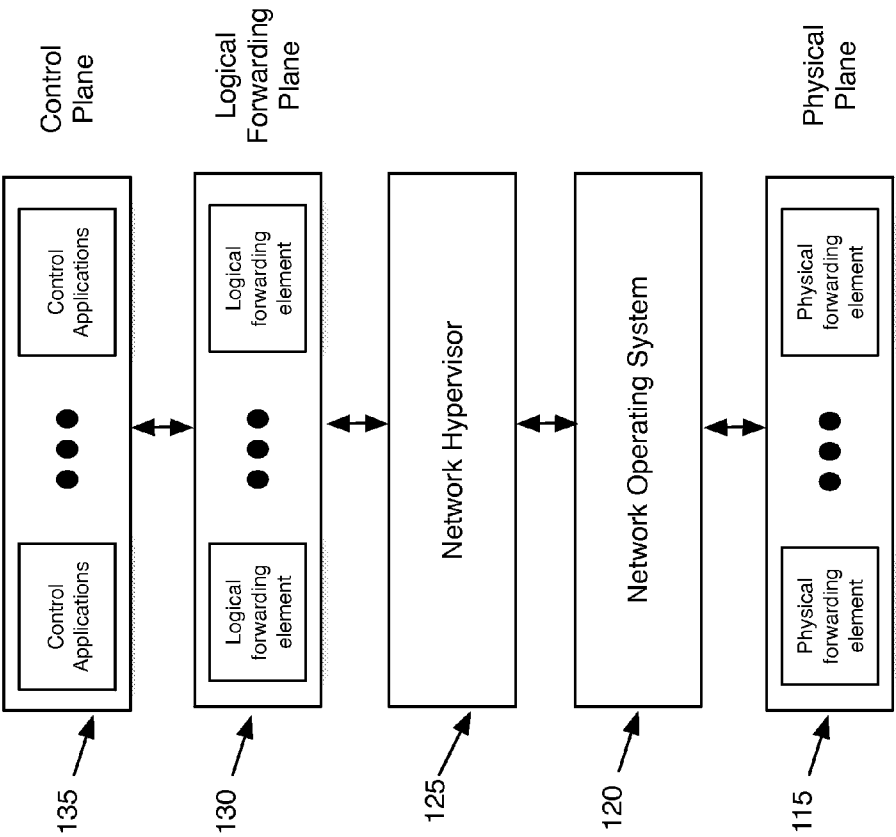 135
Control
Applications
Control
Applications
Control
Plane
130
Logical
forwarding
element
Logical
forwarding
element
Logical
Forwarding
Plane
125
Network Hypervisor
120
Network Operating System
115
Physical
forwarding
element
Physical
forwarding
element
Physical
Plane